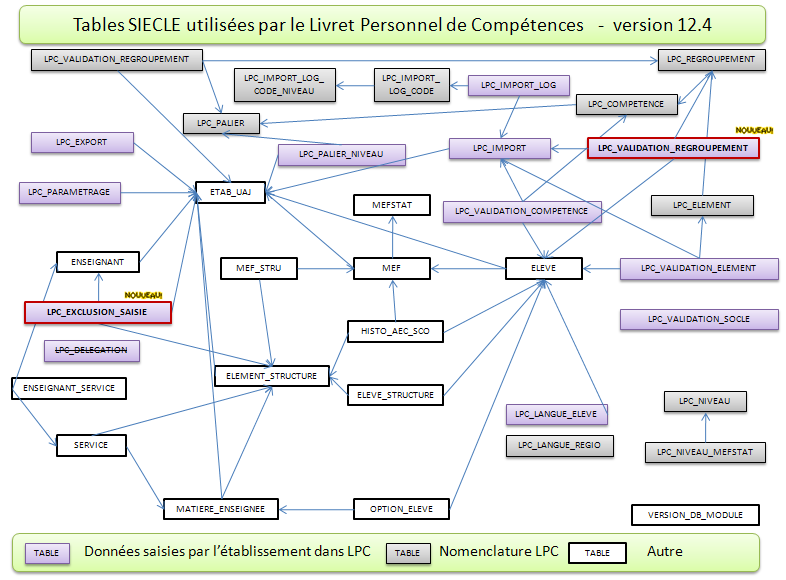 Tables SIECLE utilisées par le Livret Personnel de Compétences - version 12.4
LPC_VALIDATION_REGROUPEMENT
LPC_REGROUPEMENT
LPC_IMPORT_LOG_
CODE_NIVEAU
LPC_IMPORT_
LOG_CODE
LPC_IMPORT_LOG
LPC_COMPETENCE
LPC_PALIER
NOUVEAU!
LPC_EXPORT
LPC_PALIER_NIVEAU
LPC_IMPORT
LPC_VALIDATION_REGROUPEMENT
LPC_PARAMETRAGE
ETAB_UAJ
MEFSTAT
LPC_VALIDATION_COMPETENCE
LPC_ELEMENT
ENSEIGNANT
MEF_STRU
MEF
ELEVE
LPC_VALIDATION_ELEMENT
NOUVEAU!
LPC_EXCLUSION_SAISIE
LPC_VALIDATION_SOCLE
HISTO_AEC_SCO
LPC_DELEGATION
ELEMENT_STRUCTURE
ENSEIGNANT_SERVICE
ELEVE_STRUCTURE
LPC_NIVEAU
LPC_LANGUE_ELEVE
SERVICE
LPC_LANGUE_REGIO
LPC_NIVEAU_MEFSTAT
MATIERE_ENSEIGNEE
OPTION_ELEVE
VERSION_DB_MODULE
TABLE Données saisies par l'établissement dans LPC TABLE Nomenclature LPC TABLE Autre